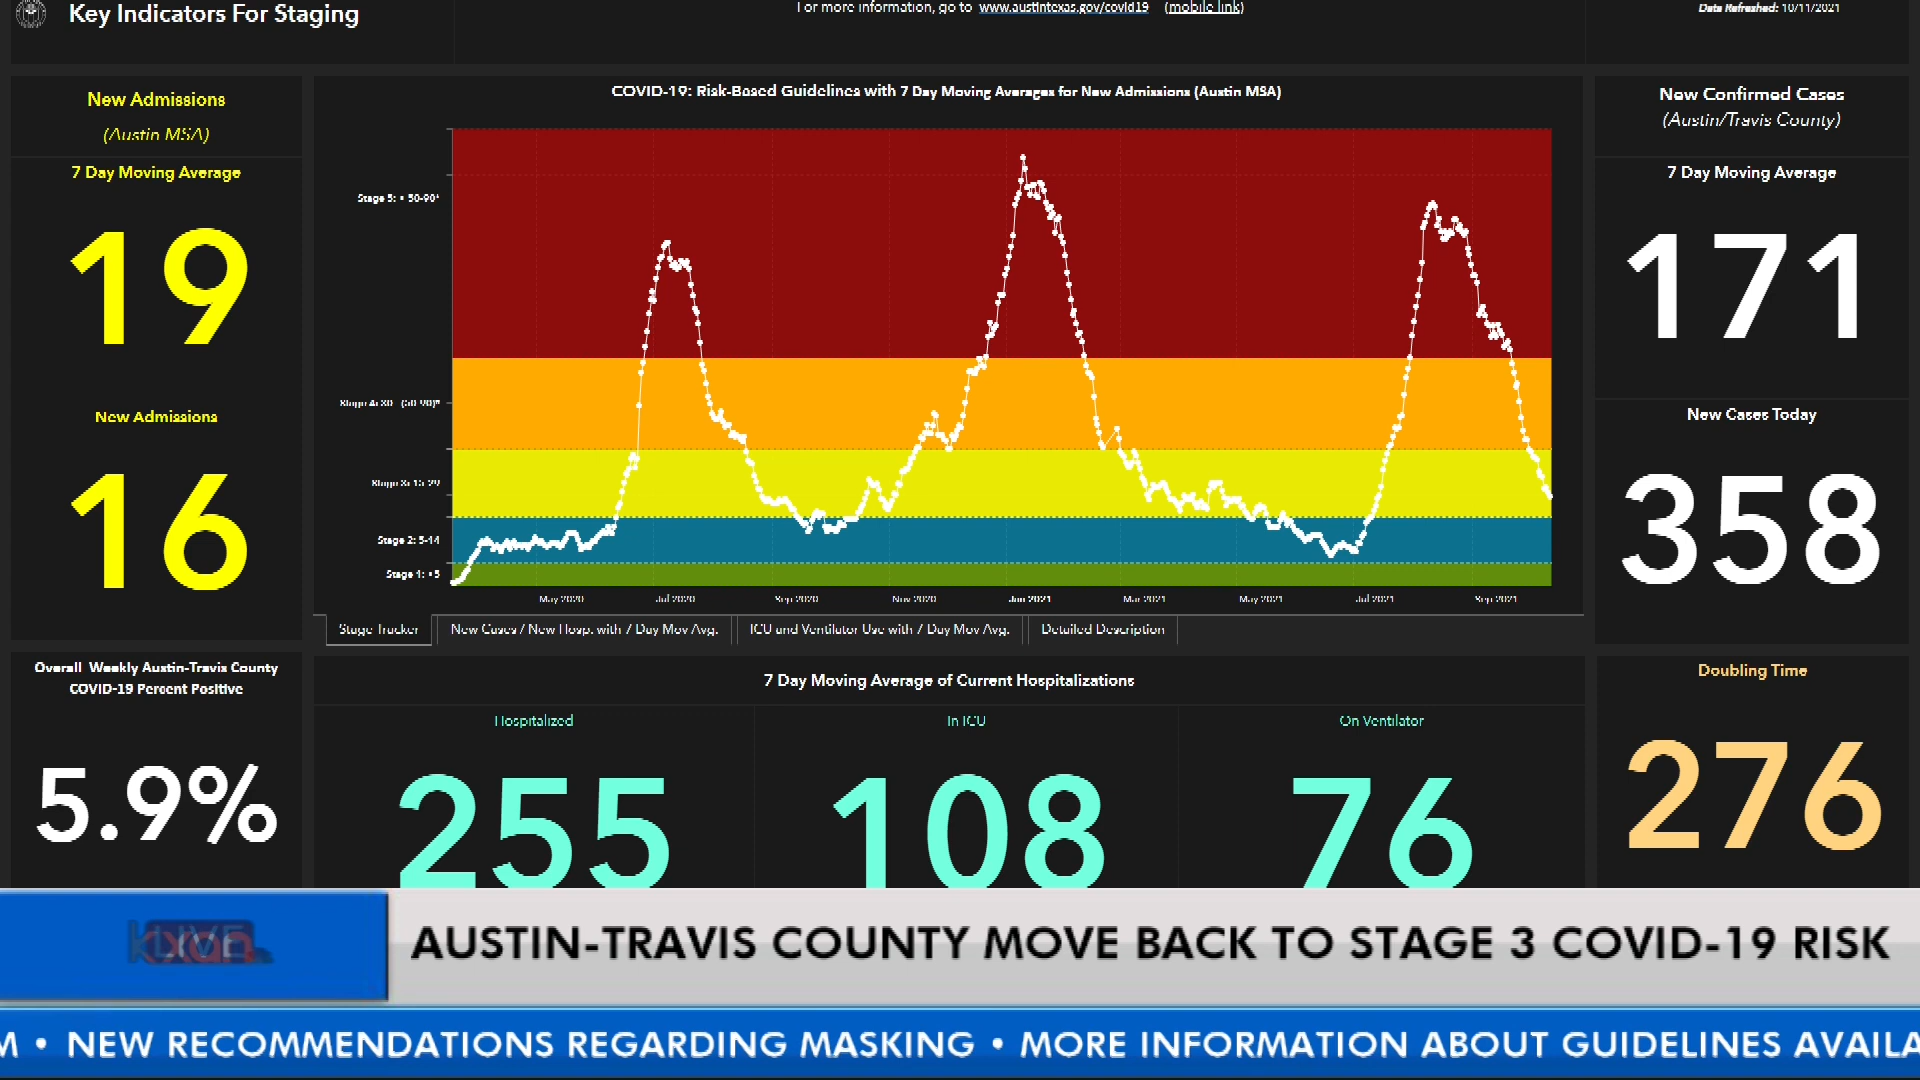 Key Indicators For Staging
For more information, go to www.austintexas.gov/covid19 (mobile link)
Date Refreshed: 10/11/2021
New Admissions
(Austin MSA)
7 Day Moving Average
19
New Admissions
16
COVID-19: Risk-Based Guidelines with 7 Day Moving Averages for New Admissions (Austin MSA)
Stage 2: 5-14
May 2020
Jul 2020
Sep 2020
Nov 2020
Jan 2021
Mar 2021
May 2021
Jul 2021
Sep 2021
Stage Tracker
New Cases / New Hosp. with 7 Day Mov Avg.
ICU and Ventilator Use with 7 Day Mov Avg.
Detailed Description
New Confirmed Cases
(Austin/Travis County)
7 Day Moving Average
171
New Cases Today
358
Overall Weekly Austin-Travis County
COVID-19 Percent Positive
5.9%
7 Day Moving Average of Current Hospitalizations
Hospitalized
255
In ICU
108
On Ventilator
76
Doubling Time
276
AUSTIN-TRAVIS COUNTY MOVE BACK TO STAGE 3 COVID-19 RISK
M • NEW RECOMMENDATIONS REGARDING MASKING • MORE INFORMATION ABOUT GUIDELINES AVAILA